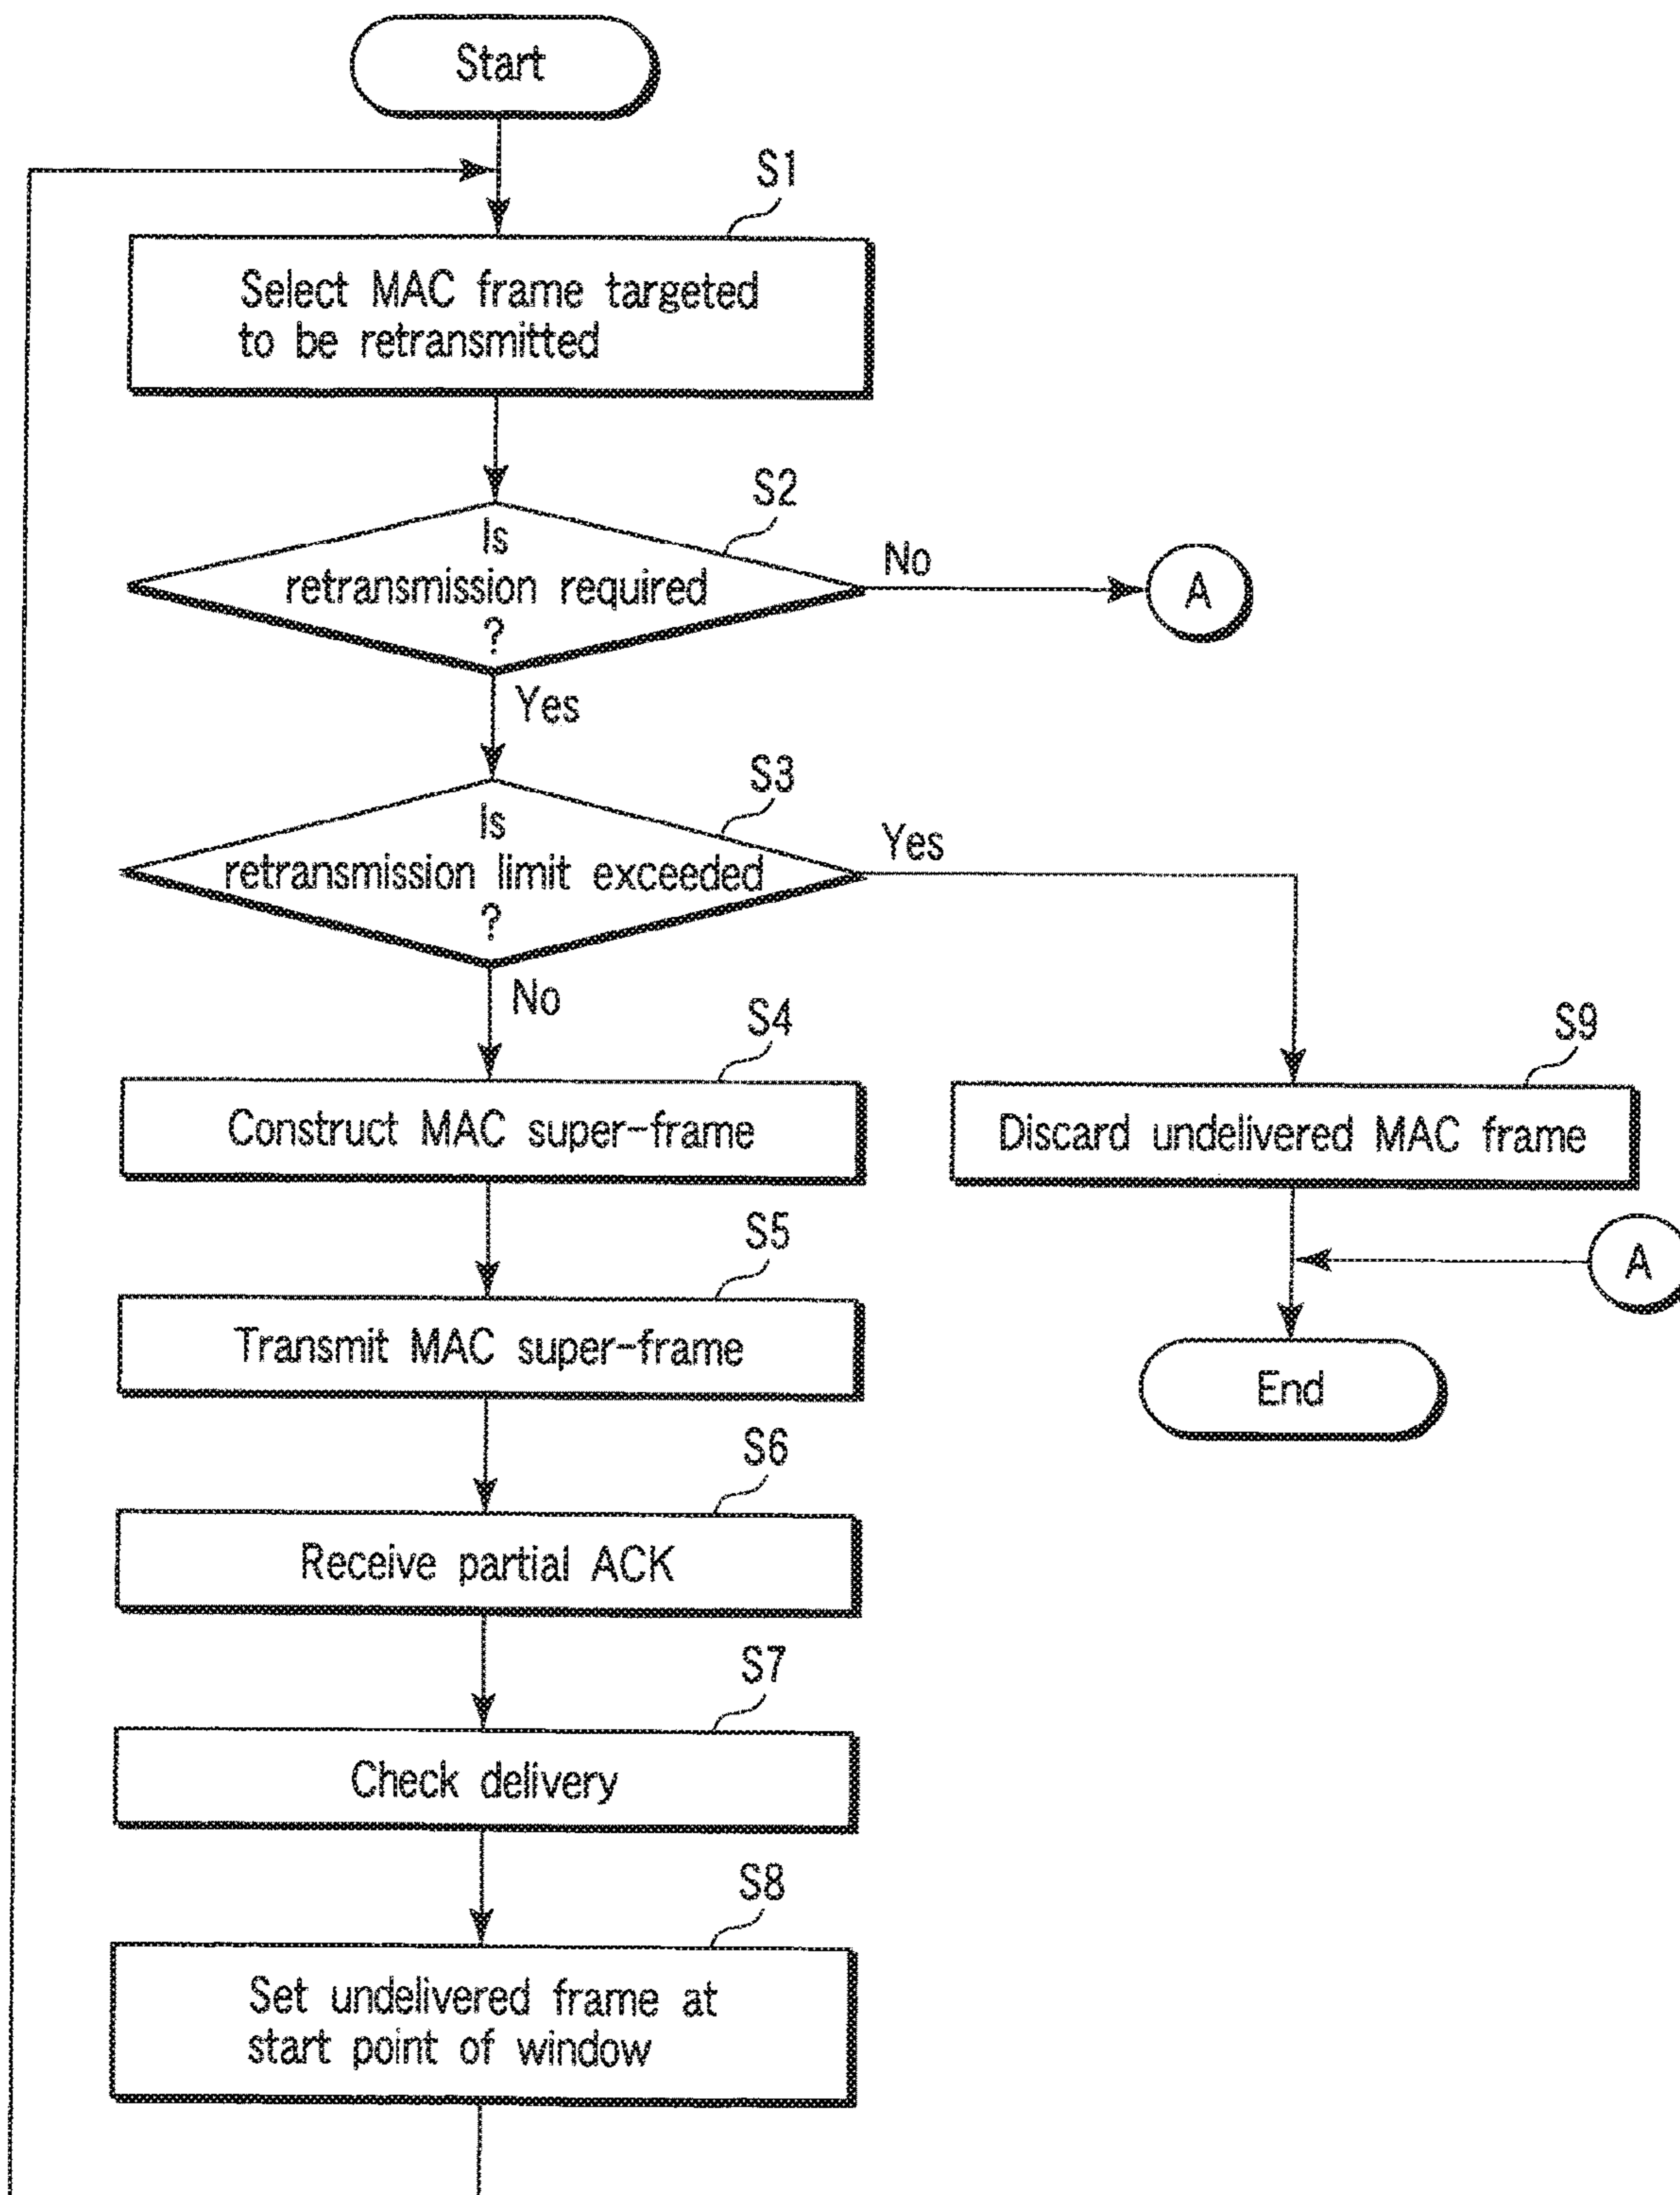 Start
S1
Select MAC frame targeted
to be retransmitted
S2
Is
retransmission required
?
No
A
Yes
S3
Is
retransmission limit exceeded
?
Yes
No
S4
Construct MAC super-frame
S9
Discard undelivered MAC frame
S5
Transmit MAC super-frame
A
End
S6
Receive partial ACK
S7
Check delivery
S8
Set undelivered frame at
start point of window